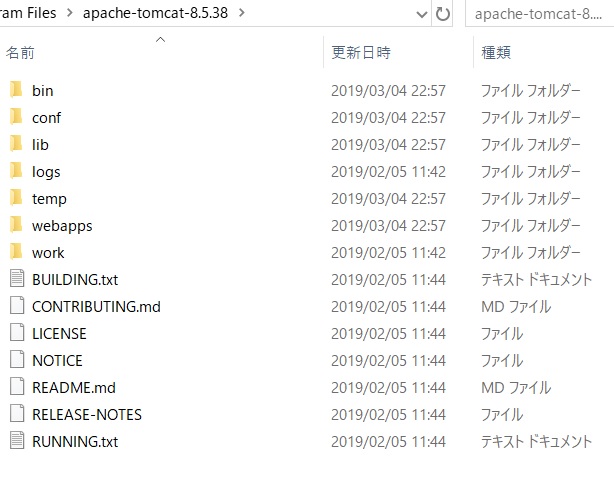 ram Files > apache-tomcat-8.5.38 > apache-tomcat-8....
名前 更新日時 種類
bin 2019/03/04 22:57 ファイル フォルダー
conf 2019/03/04 22:57 ファイル フォルダー
lib 2019/03/04 22:57 ファイル フォルダー
logs 2019/02/05 11:42 ファイル フォルダー
temp 2019/03/04 22:57 ファイル フォルダー
webapps 2019/03/04 22:57 ファイル フォルダー
work 2019/02/05 11:42 ファイル フォルダー
BUILDING.txt 2019/02/05 11:44 テキスト ドキュメント
CONTRIBUTING.md 2019/02/05 11:44 MD ファイル
LICENSE 2019/02/05 11:44 ファイル
NOTICE 2019/02/05 11:44 ファイル
README.md 2019/02/05 11:44 MD ファイル
RELEASE-NOTES 2019/02/05 11:44 ファイル
RUNNING.txt 2019/02/05 11:44 テキスト ドキュメント